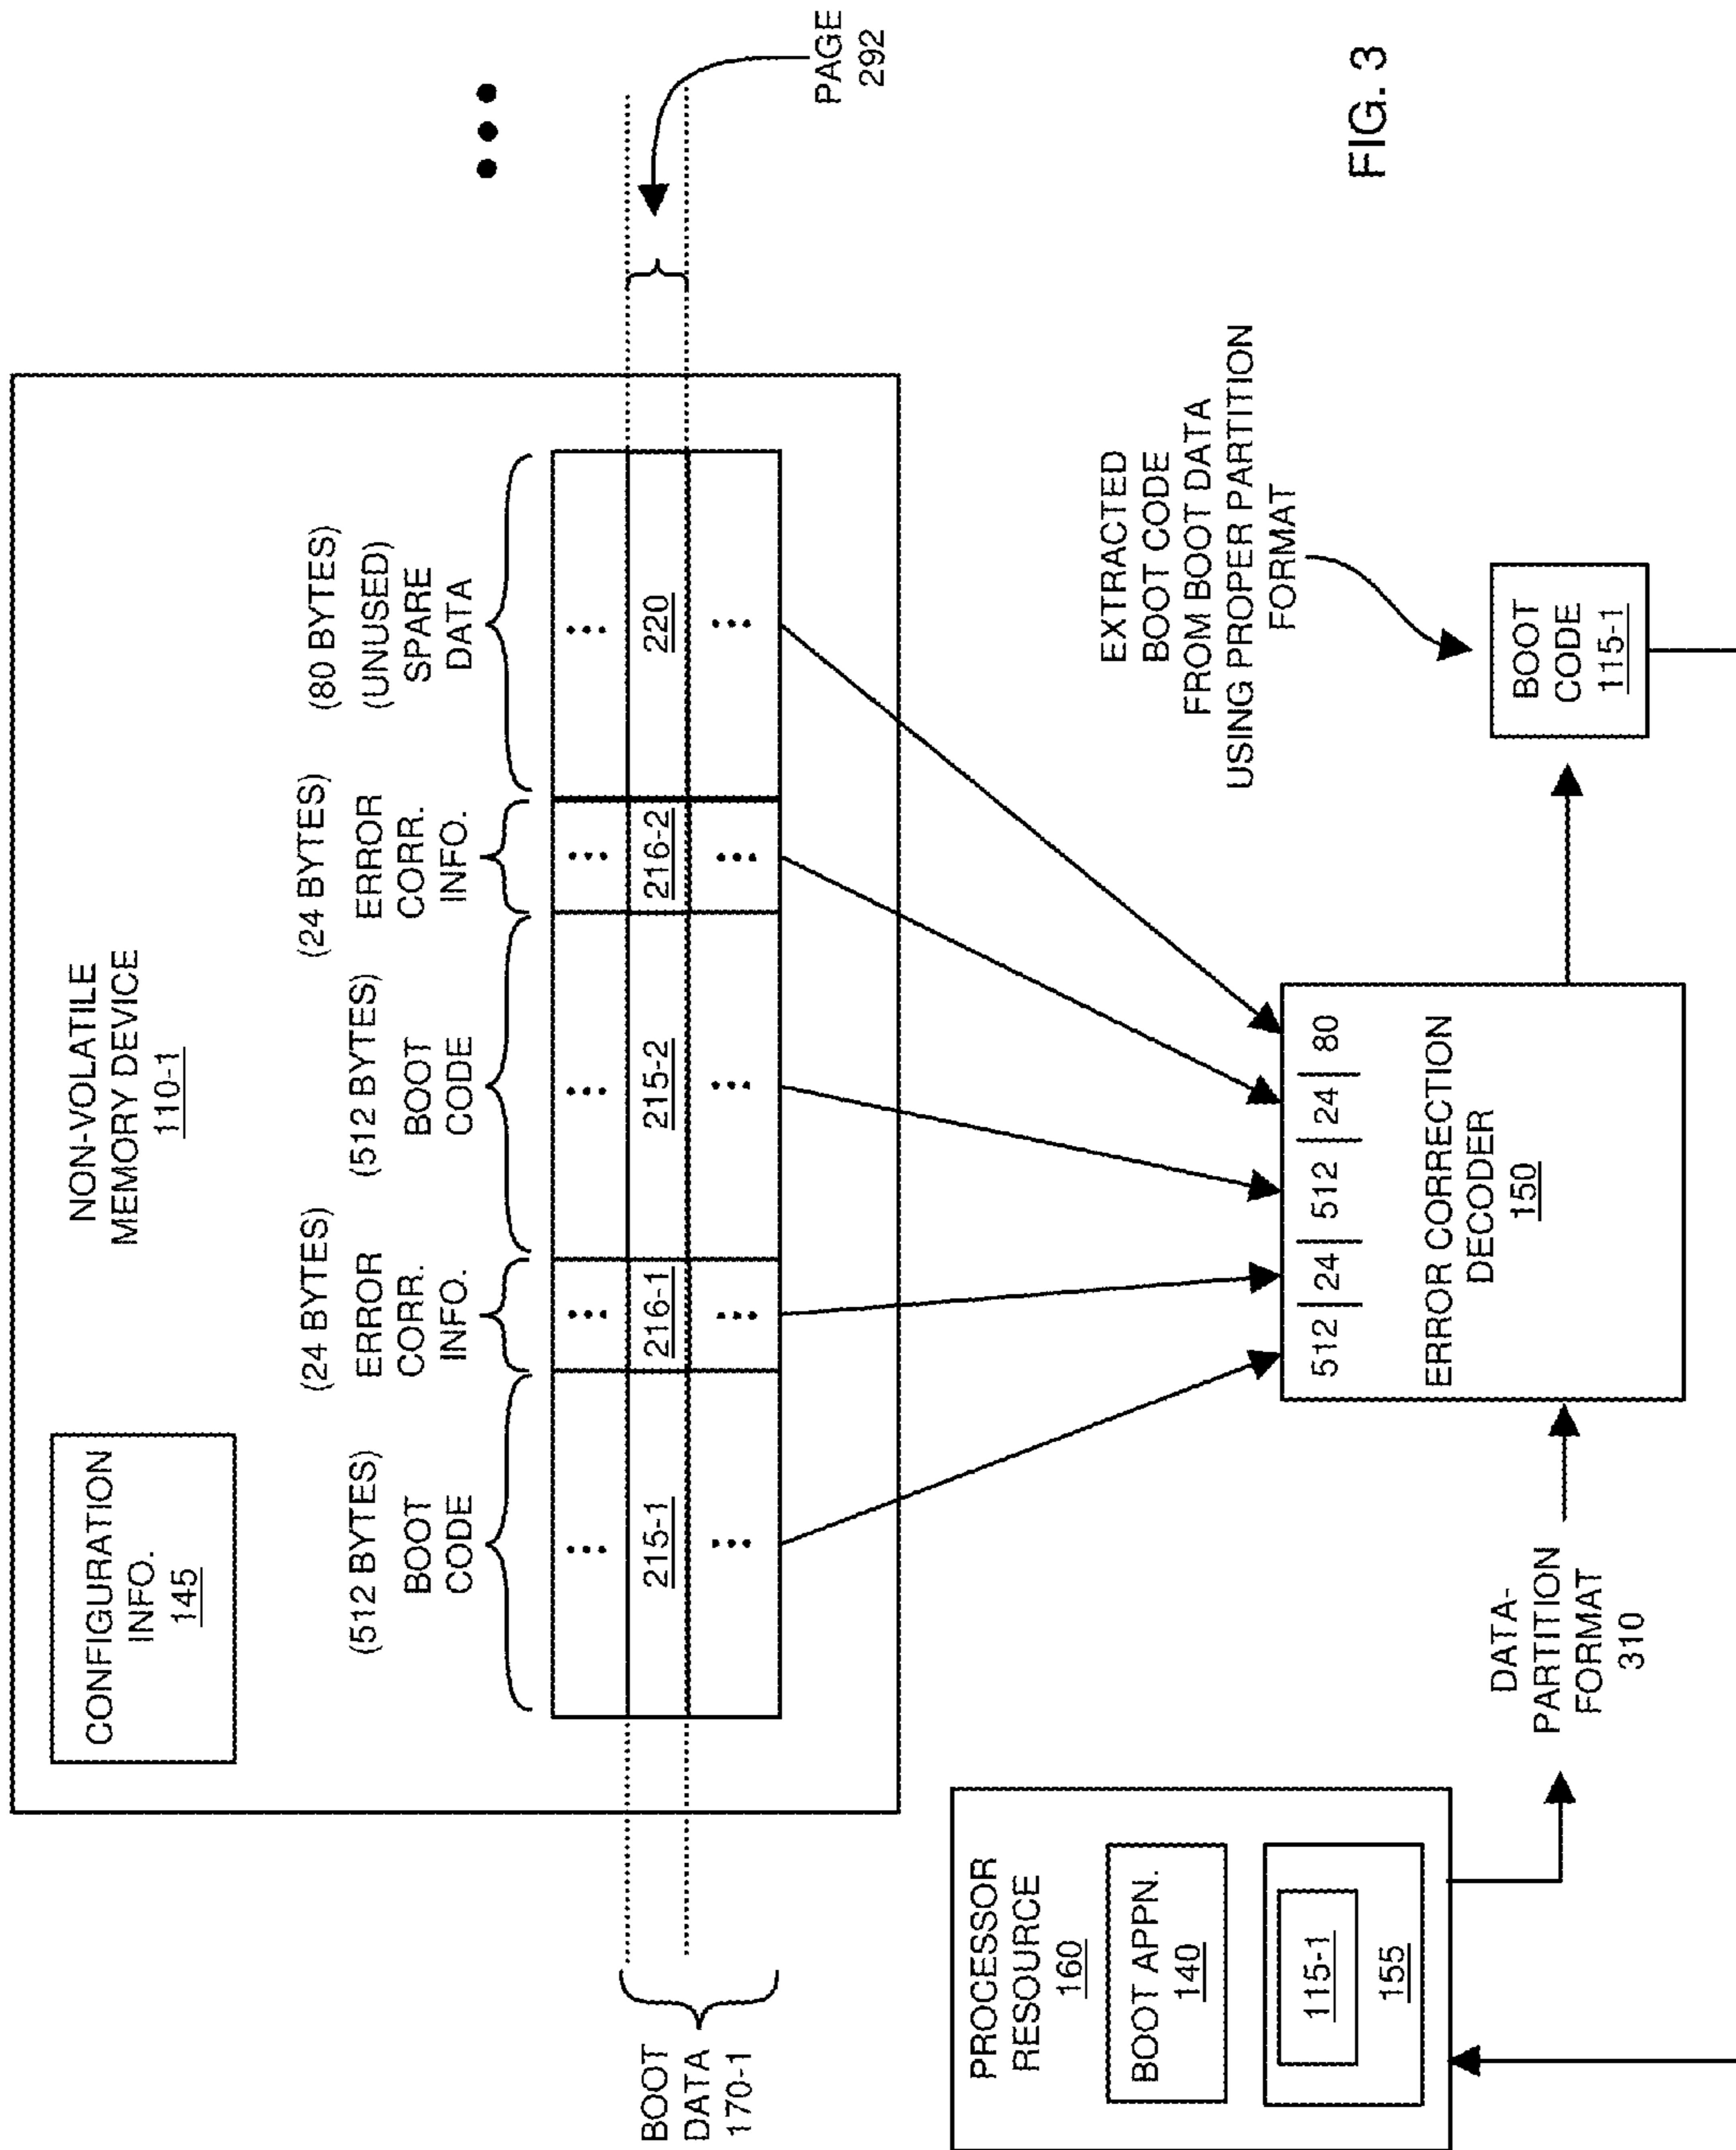 NON-VOLATILE
MEMORY DEVICE
110-1
CONFIGURATION
INFO.
145
(512 BYTES)
BOOT
CODE
(24 BYTES)
ERROR
CORR.
INFO.
(512 BYTES)
BOOT
CODE
(24 BYTES)
ERROR
CORR.
INFO.
(80 BYTES)
(UNUSED)
SPARE
DATA
215-1
216-1
215-2
216-2
220
BOOT
DATA
170-1
PAGE
292
PROCESSOR
RESOURCE
160
BOOT APPN.
140
115-1
155
DATA-
PARTITION
FORMAT
310
512 | 24 | 512 | 24 | 80
ERROR CORRECTION
DECODER
150
EXTRACTED
BOOT CODE
FROM BOOT DATA
USING PROPER PARTITION
FORMAT
BOOT
CODE
115-1
FIG. 3